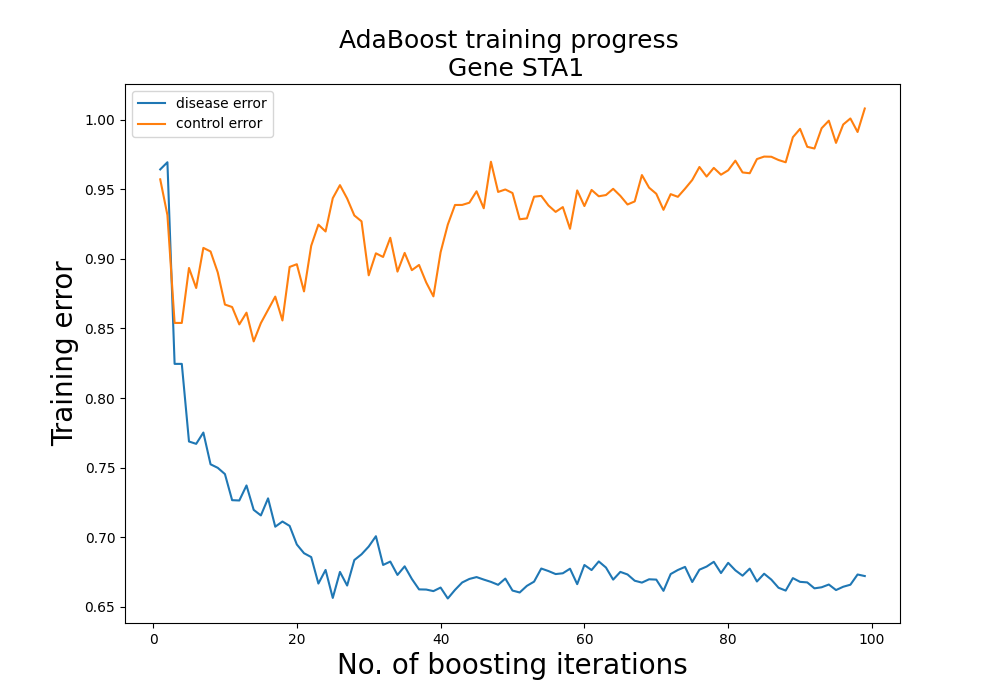 AdaBoost training progress
Gene STA1
disease error
control error
Training error
1.00
0.95
0.90
0.85
0.80
0.75
0.70
0.65
0
20
40
60
80
100
No. of boosting iterations